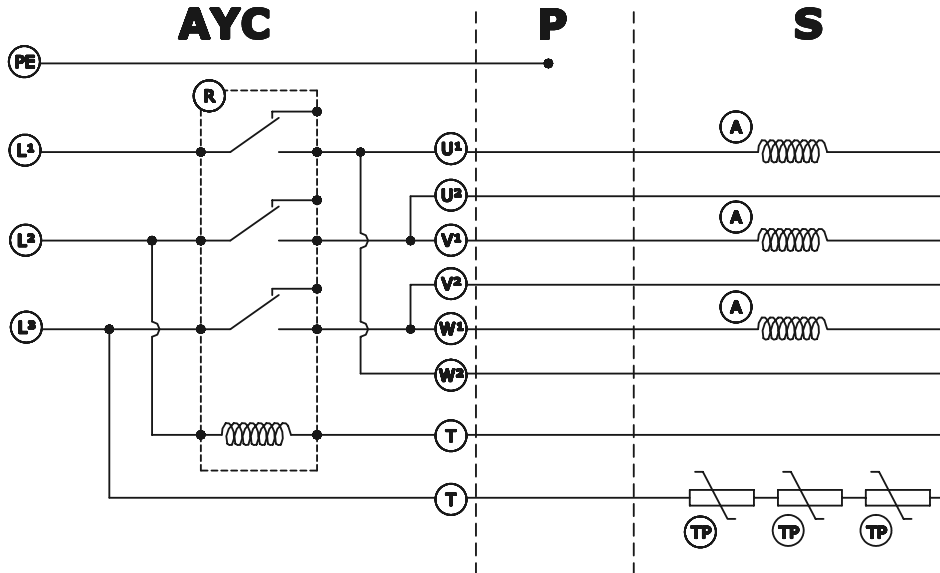 AYC P S
PE
R
L¹ U¹ A
U²
L² V¹ A
V²
L³ W¹ A
W²
T
T
TP TP TP